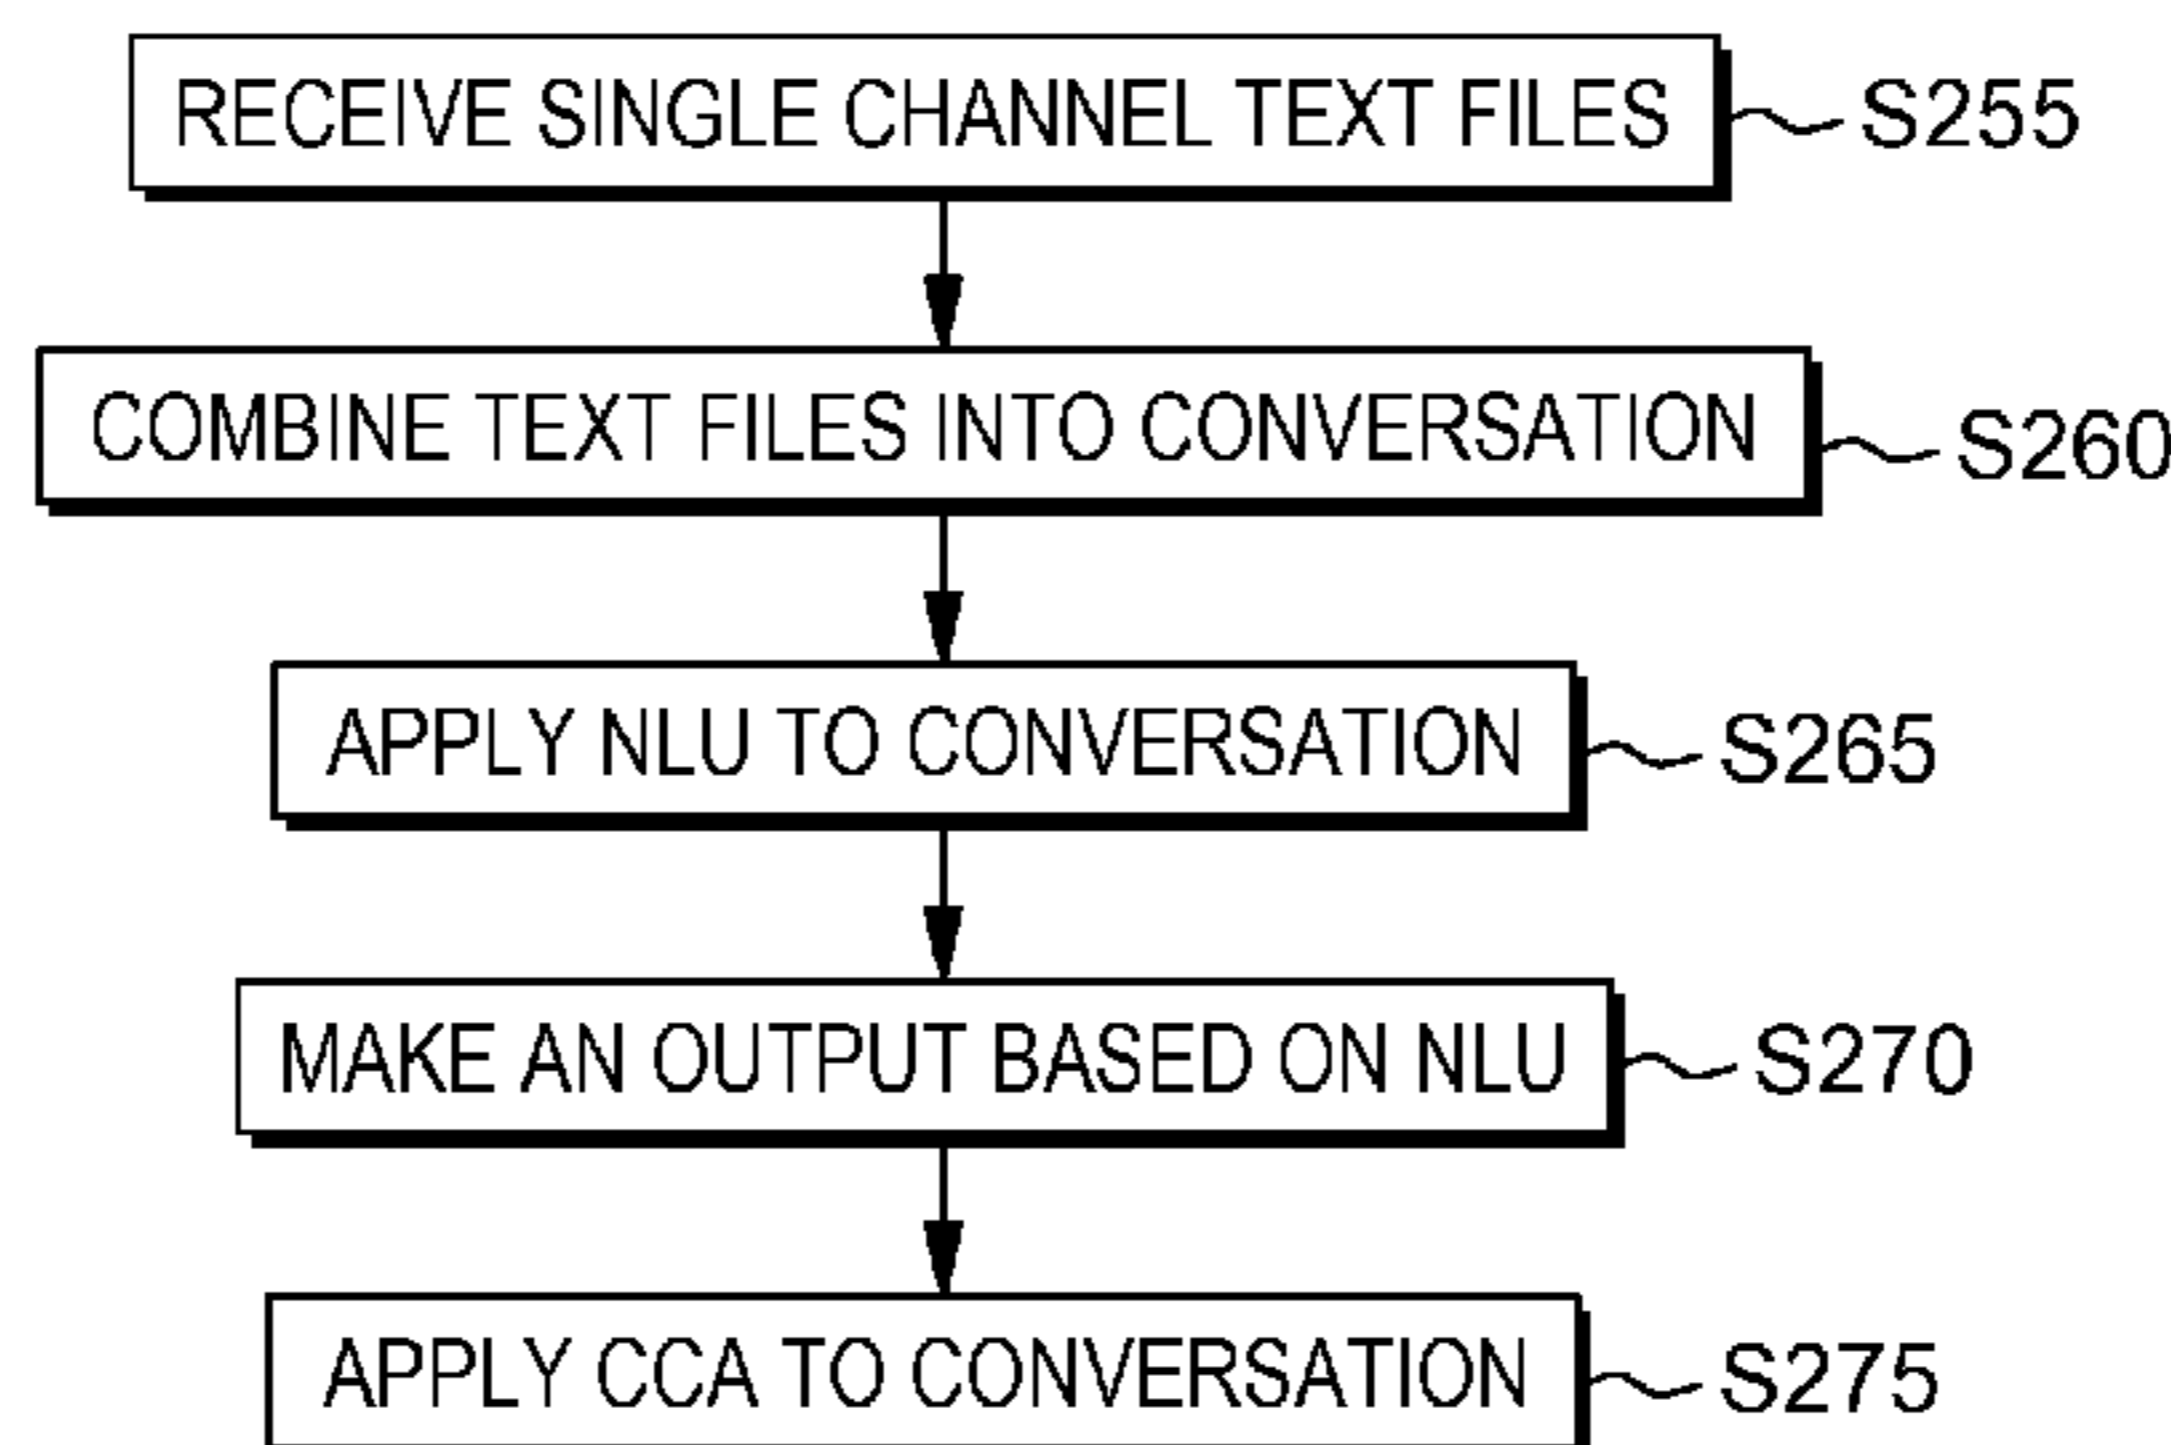 RECEIVE SINGLE CHANNEL TEXT FILES S255
COMBINE TEXT FILES INTO CONVERSATION S260
APPLY NLU TO CONVERSATION S265
MAKE AN OUTPUT BASED ON NLU S270
APPLY CCA TO CONVERSATION S275